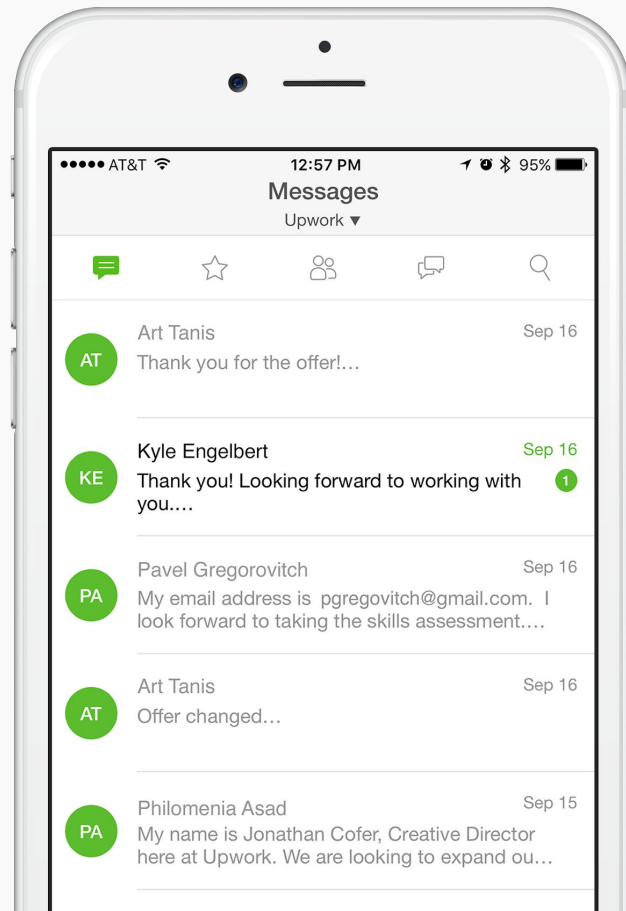 AT&T 12:57 PM 95%
Messages
Upwork ▼
AT Art Tanis Sep 16
Thank you for the offer!…
KE Kyle Engelbert Sep 16
Thank you! Looking forward to working with 1
you.…
PA Pavel Gregorovitch Sep 16
My email address is pgregovitch@gmail.com. I
look forward to taking the skills assessment.…
AT Art Tanis Sep 16
Offer changed…
PA Philomenia Asad Sep 15
My name is Jonathan Cofer, Creative Director
here at Upwork. We are looking to expand ou…